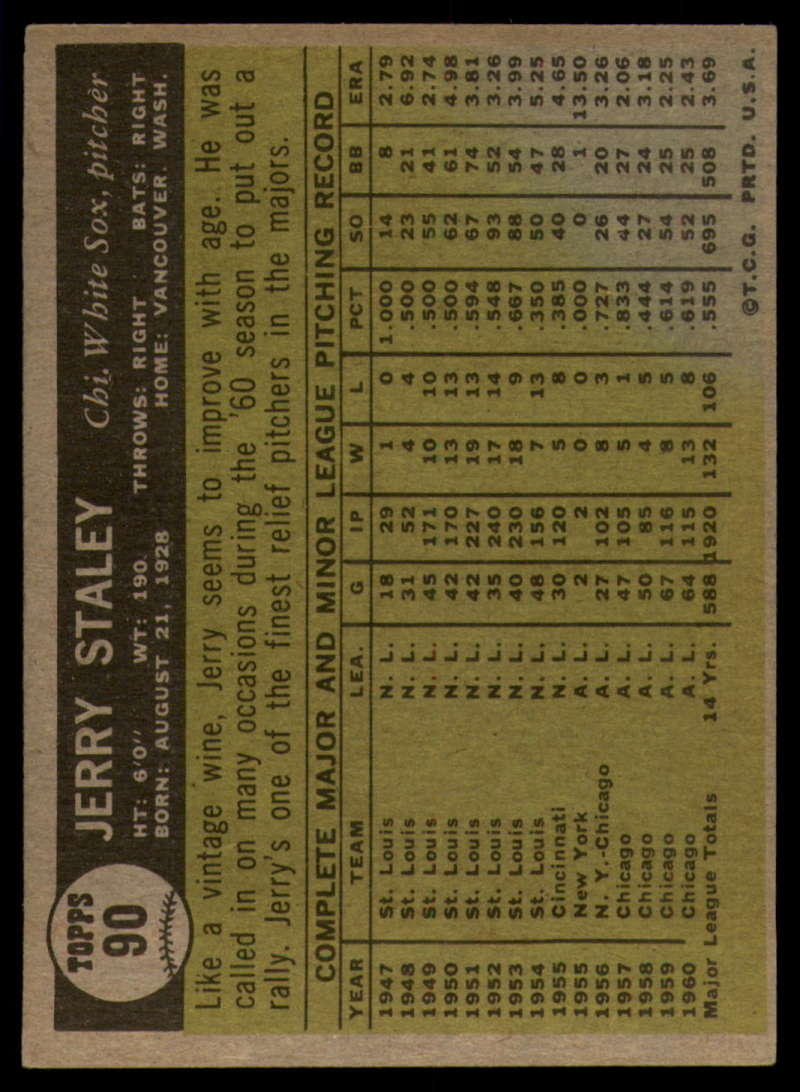 TOPPS
90
JERRY STALEY Chi. White Sox, pitcher
HT: 6'0" WT: 190 THROWS: RIGHT BATS: RIGHT
BORN: AUGUST 21, 1928 HOME: VANCOUVER, WASH.
Like a vintage wine, Jerry seems to improve with age. He was
called in on many occasions during the '60 season to put out a
rally. Jerry's one of the finest relief pitchers in the majors.
COMPLETE MAJOR AND MINOR LEAGUE PITCHING RECORD
YEAR TEAM LEA. G IP W L PCT SO BB ERA
1947 St. Louis N. L. 18 29 1 0 1.000 14 8 2.79
1948 St. Louis N. L. 31 52 4 4 .500 23 21 6.92
1949 St. Louis N. L. 45 171 10 10 .500 55 41 2.74
1950 St. Louis N. L. 42 170 13 13 .500 62 61 4.98
1951 St. Louis N. L. 42 227 19 13 .594 67 74 3.81
1952 St. Louis N. L. 35 240 17 14 .548 93 52 3.26
1953 St. Louis N. L. 40 230 18 9 .667 88 54 3.99
1954 St. Louis N. L. 48 156 7 13 .350 50 47 5.25
1955 Cincinnati N. L. 30 120 5 8 .385 40 28 4.65
1955 New York A. L. 2 2 0 0 .000 0 1 13.50
1956 N. Y.-Chicago A. L. 27 102 8 3 .727 26 20 3.26
1957 Chicago A. L. 47 105 5 1 .833 44 27 2.06
1958 Chicago A. L. 50 85 4 5 .444 27 24 3.18
1959 Chicago A. L. 67 116 8 5 .614 54 25 2.25
1960 Chicago A. L. 64 115 13 8 .619 52 25 2.43
Major League Totals 14 Yrs. 588 1920 132 106 .555 695 508 3.69
©T.C.G. PRTD. U.S.A.